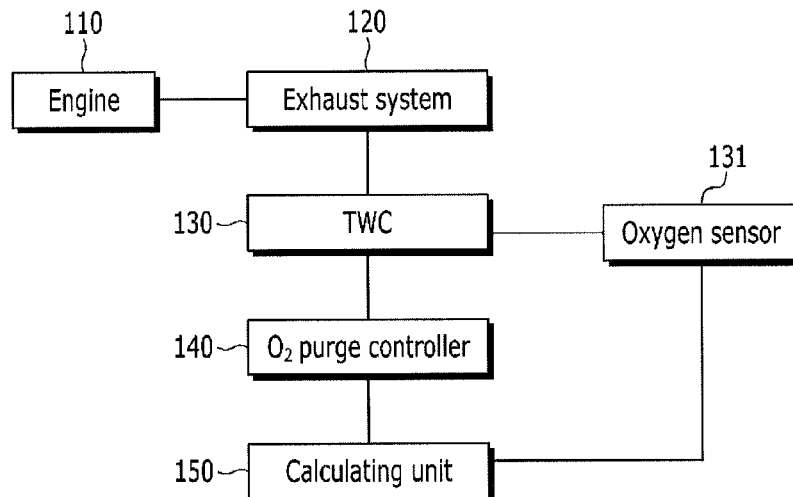 110
120
Engine
Exhaust system
131
130
TWC
Oxygen sensor
140
O₂ purge controller
150
Calculating unit